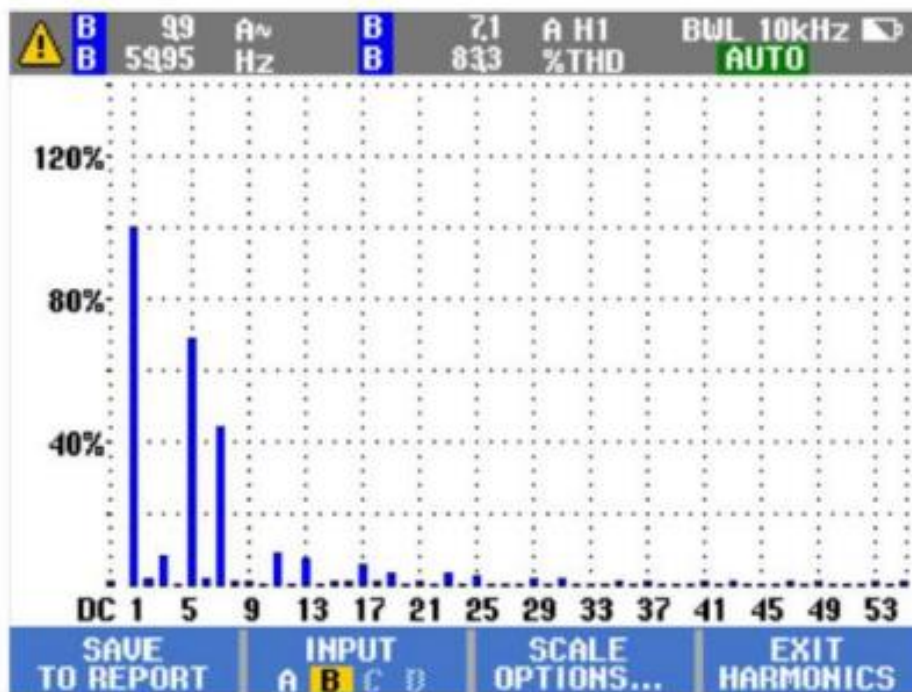 B 9.9 A~ B 7.1 A H1 BWL 10kHz
B 59.95 Hz B 83.3 %THD AUTO
120%
80%
40%
DC 1 5 9 13 17 21 25 29 33 37 41 45 49 53
SAVE INPUT SCALE EXIT
TO REPORT A B C D OPTIONS... HARMONICS